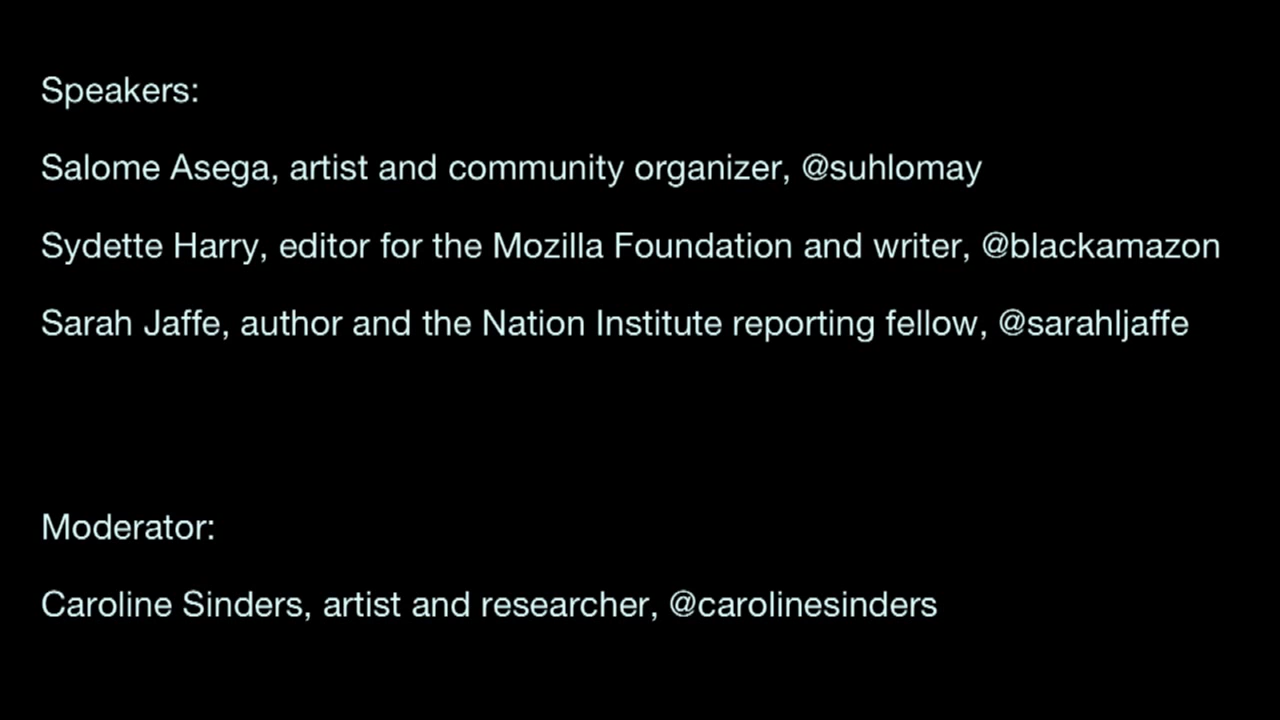 Speakers:
Salome Asega, artist and community organizer, @suhlomay
Sydette Harry, editor for the Mozilla Foundation and writer, @blackamazon
Sarah Jaffe, author and the Nation Institute reporting fellow, @sarahljaffe
Moderator:
Caroline Sinders, artist and researcher, @carolinesinders